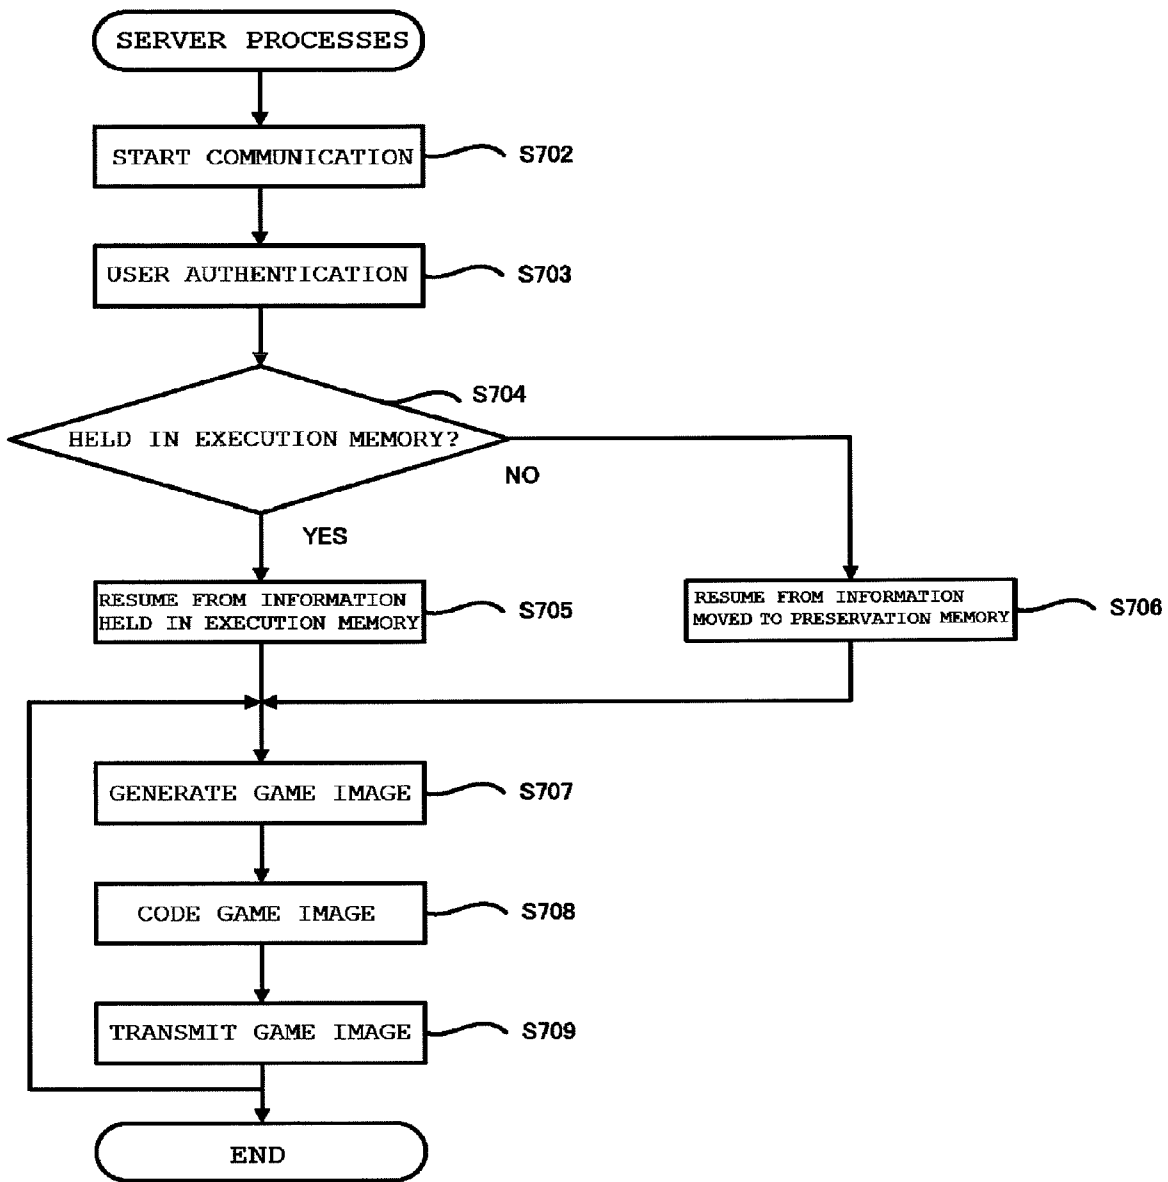 SERVER PROCESSES
START COMMUNICATION
S702
USER AUTHENTICATION
S703
S704
HELD IN EXECUTION MEMORY?
NO
YES
RESUME FROM INFORMATION
HELD IN EXECUTION MEMORY
S705
RESUME FROM INFORMATION
MOVED TO PRESERVATION MEMORY
S706
GENERATE GAME IMAGE
S707
CODE GAME IMAGE
S708
TRANSMIT GAME IMAGE
S709
END